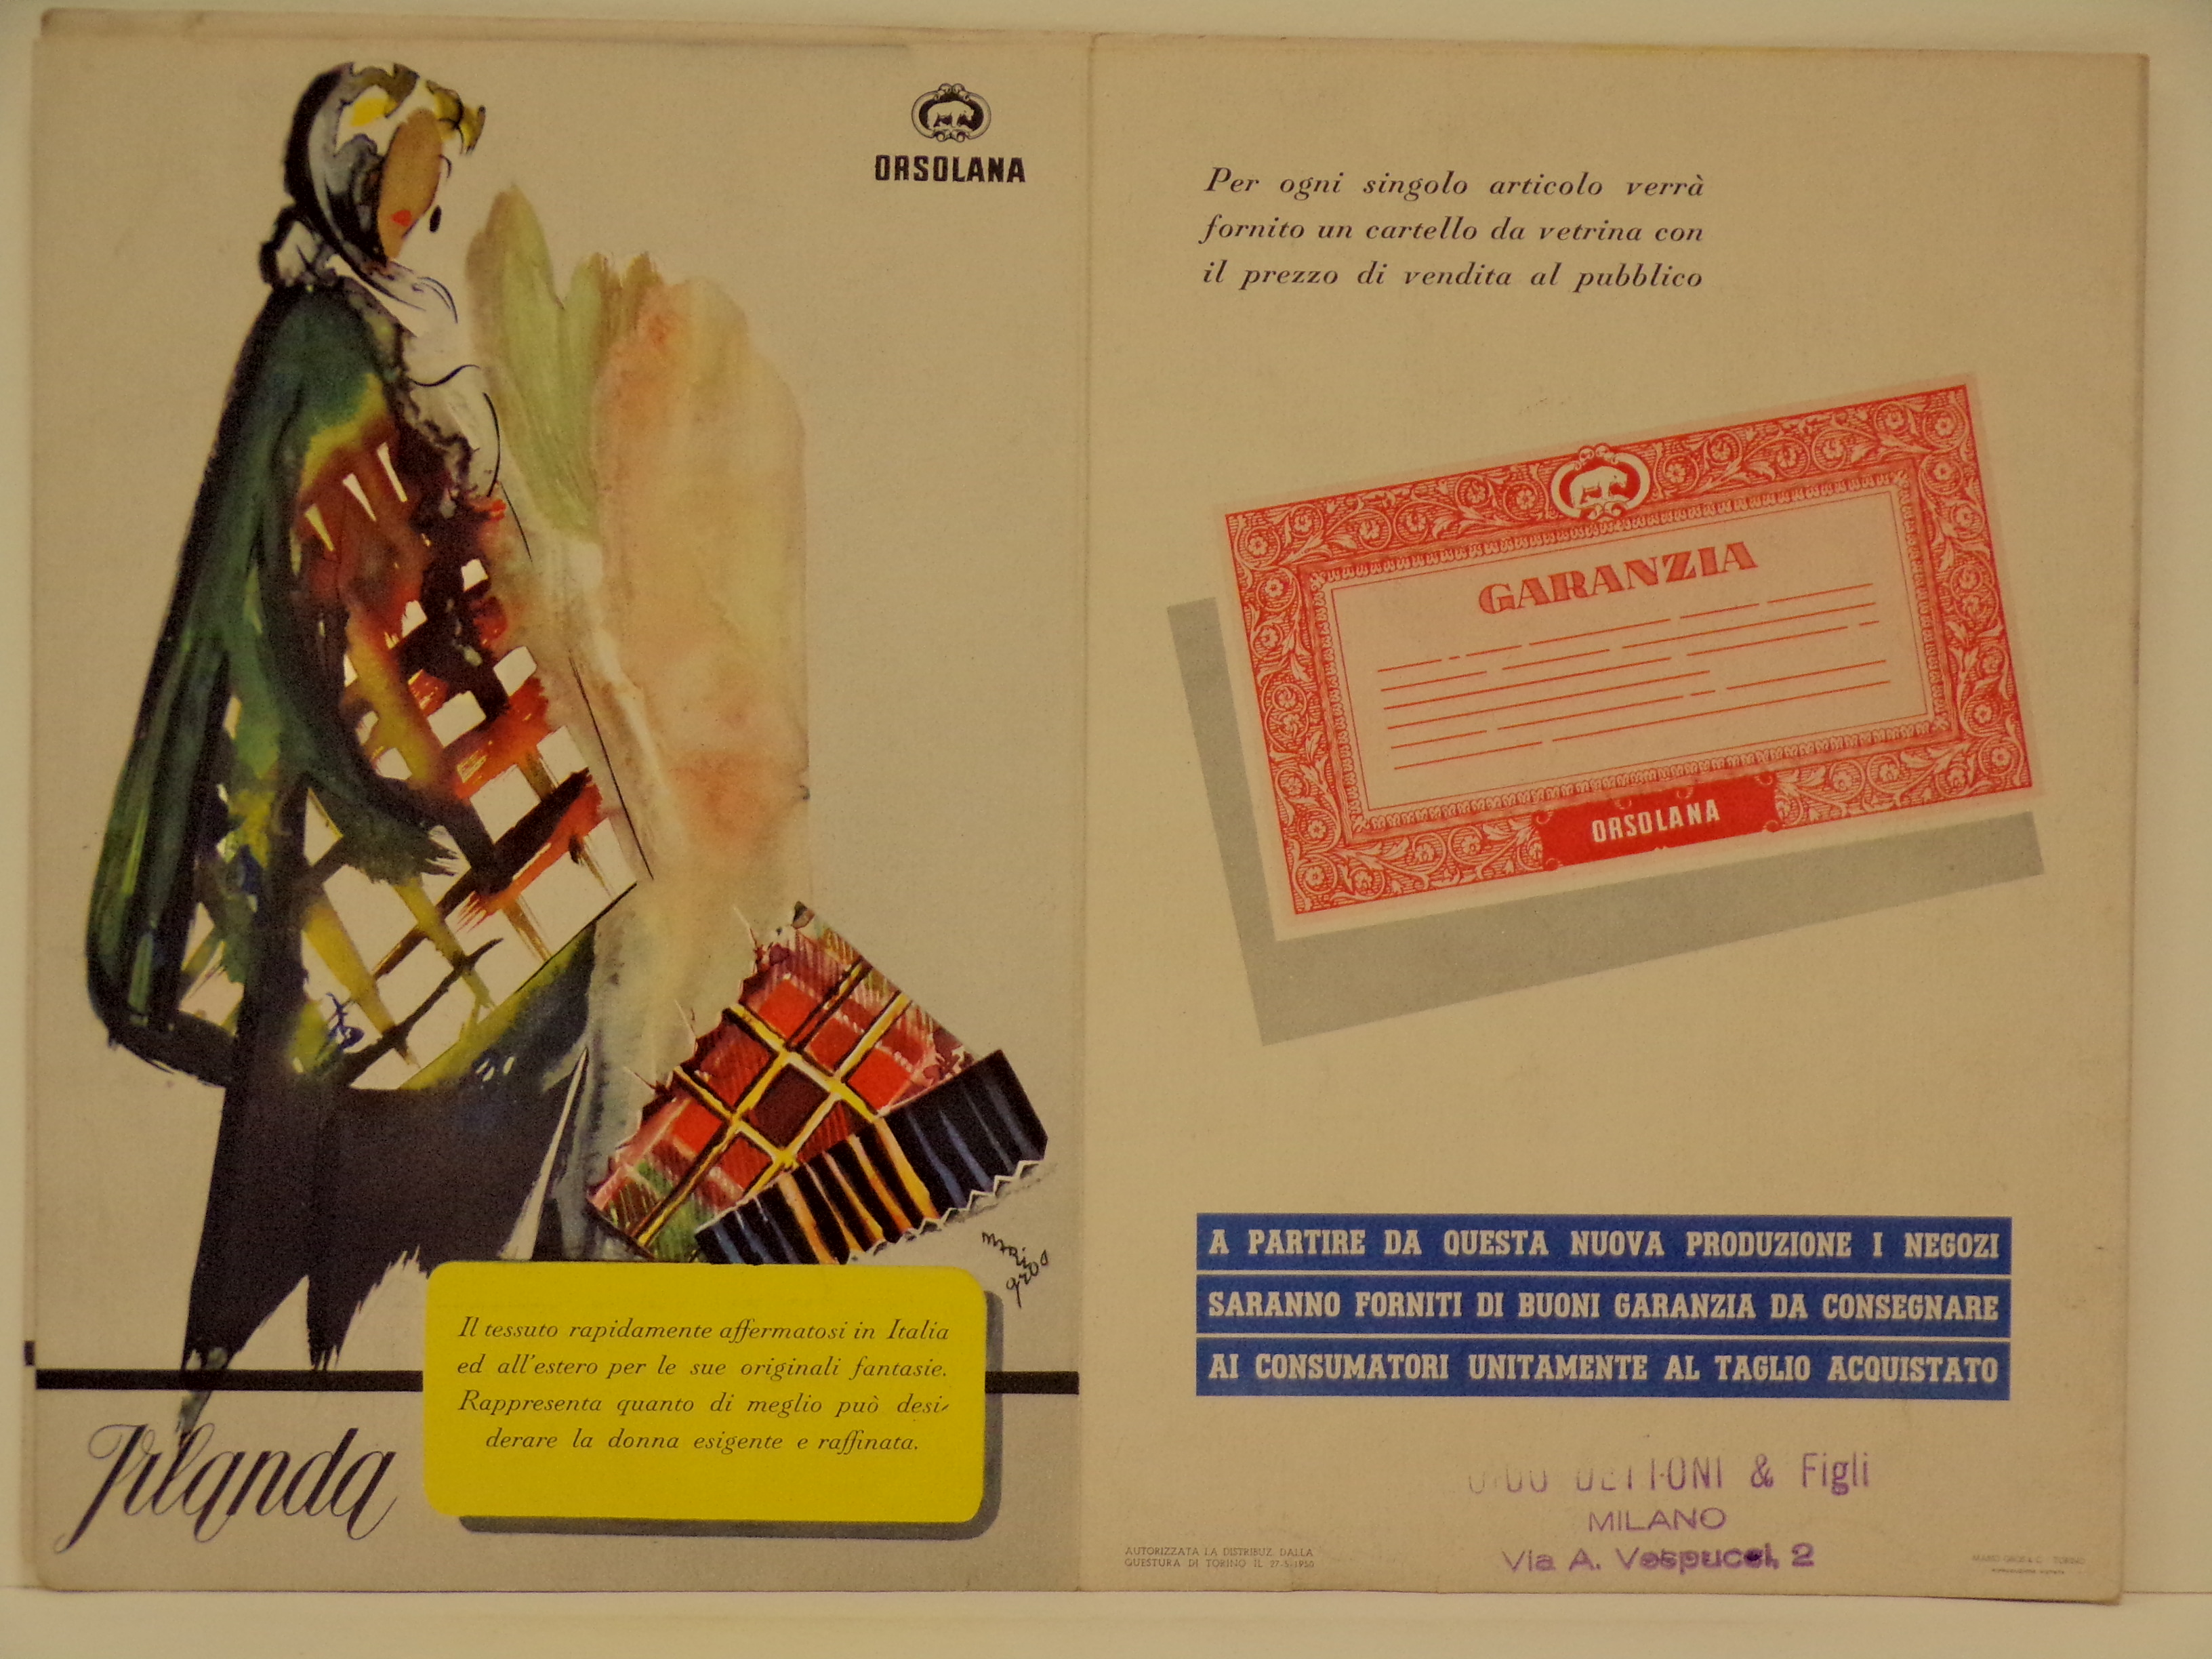 ORSOLANA
Il tessuto rapidamente affermatosi in Italia
ed all'estero per le sue originali fantasie.
Rappresenta quanto di meglio può desi-
derare la donna esigente e raffinata.
Irlanda
Per ogni singolo articolo verrà
fornito un cartello da vetrina con
il prezzo di vendita al pubblico
GARANZIA
ORSOLANA
A PARTIRE DA QUESTA NUOVA PRODUZIONE I NEGOZI
SARANNO FORNITI DI BUONI GARANZIA DA CONSEGNARE
AI CONSUMATORI UNITAMENTE AL TAGLIO ACQUISTATO
& Figli
MILANO
Via A. Vespucci, 2
AUTORIZZATA LA DISTRIBUZ. DALLA
QUESTURA DI TORINO IL 27-5-1950
TORINO